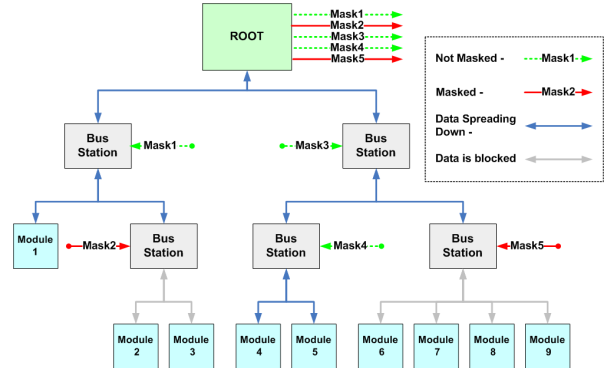 ROOT
Mask1
Mask2
Mask3
Mask4
Mask5
Not Masked -
Mask1
Masked -
Mask2
Data Spreading
Down -
Data is blocked
Bus
Station
Mask1
Mask3
Bus
Station
Module
1
Mask2
Bus
Station
Bus
Station
Mask4
Bus
Station
Mask5
Module
2
Module
3
Module
4
Module
5
Module
6
Module
7
Module
8
Module
9